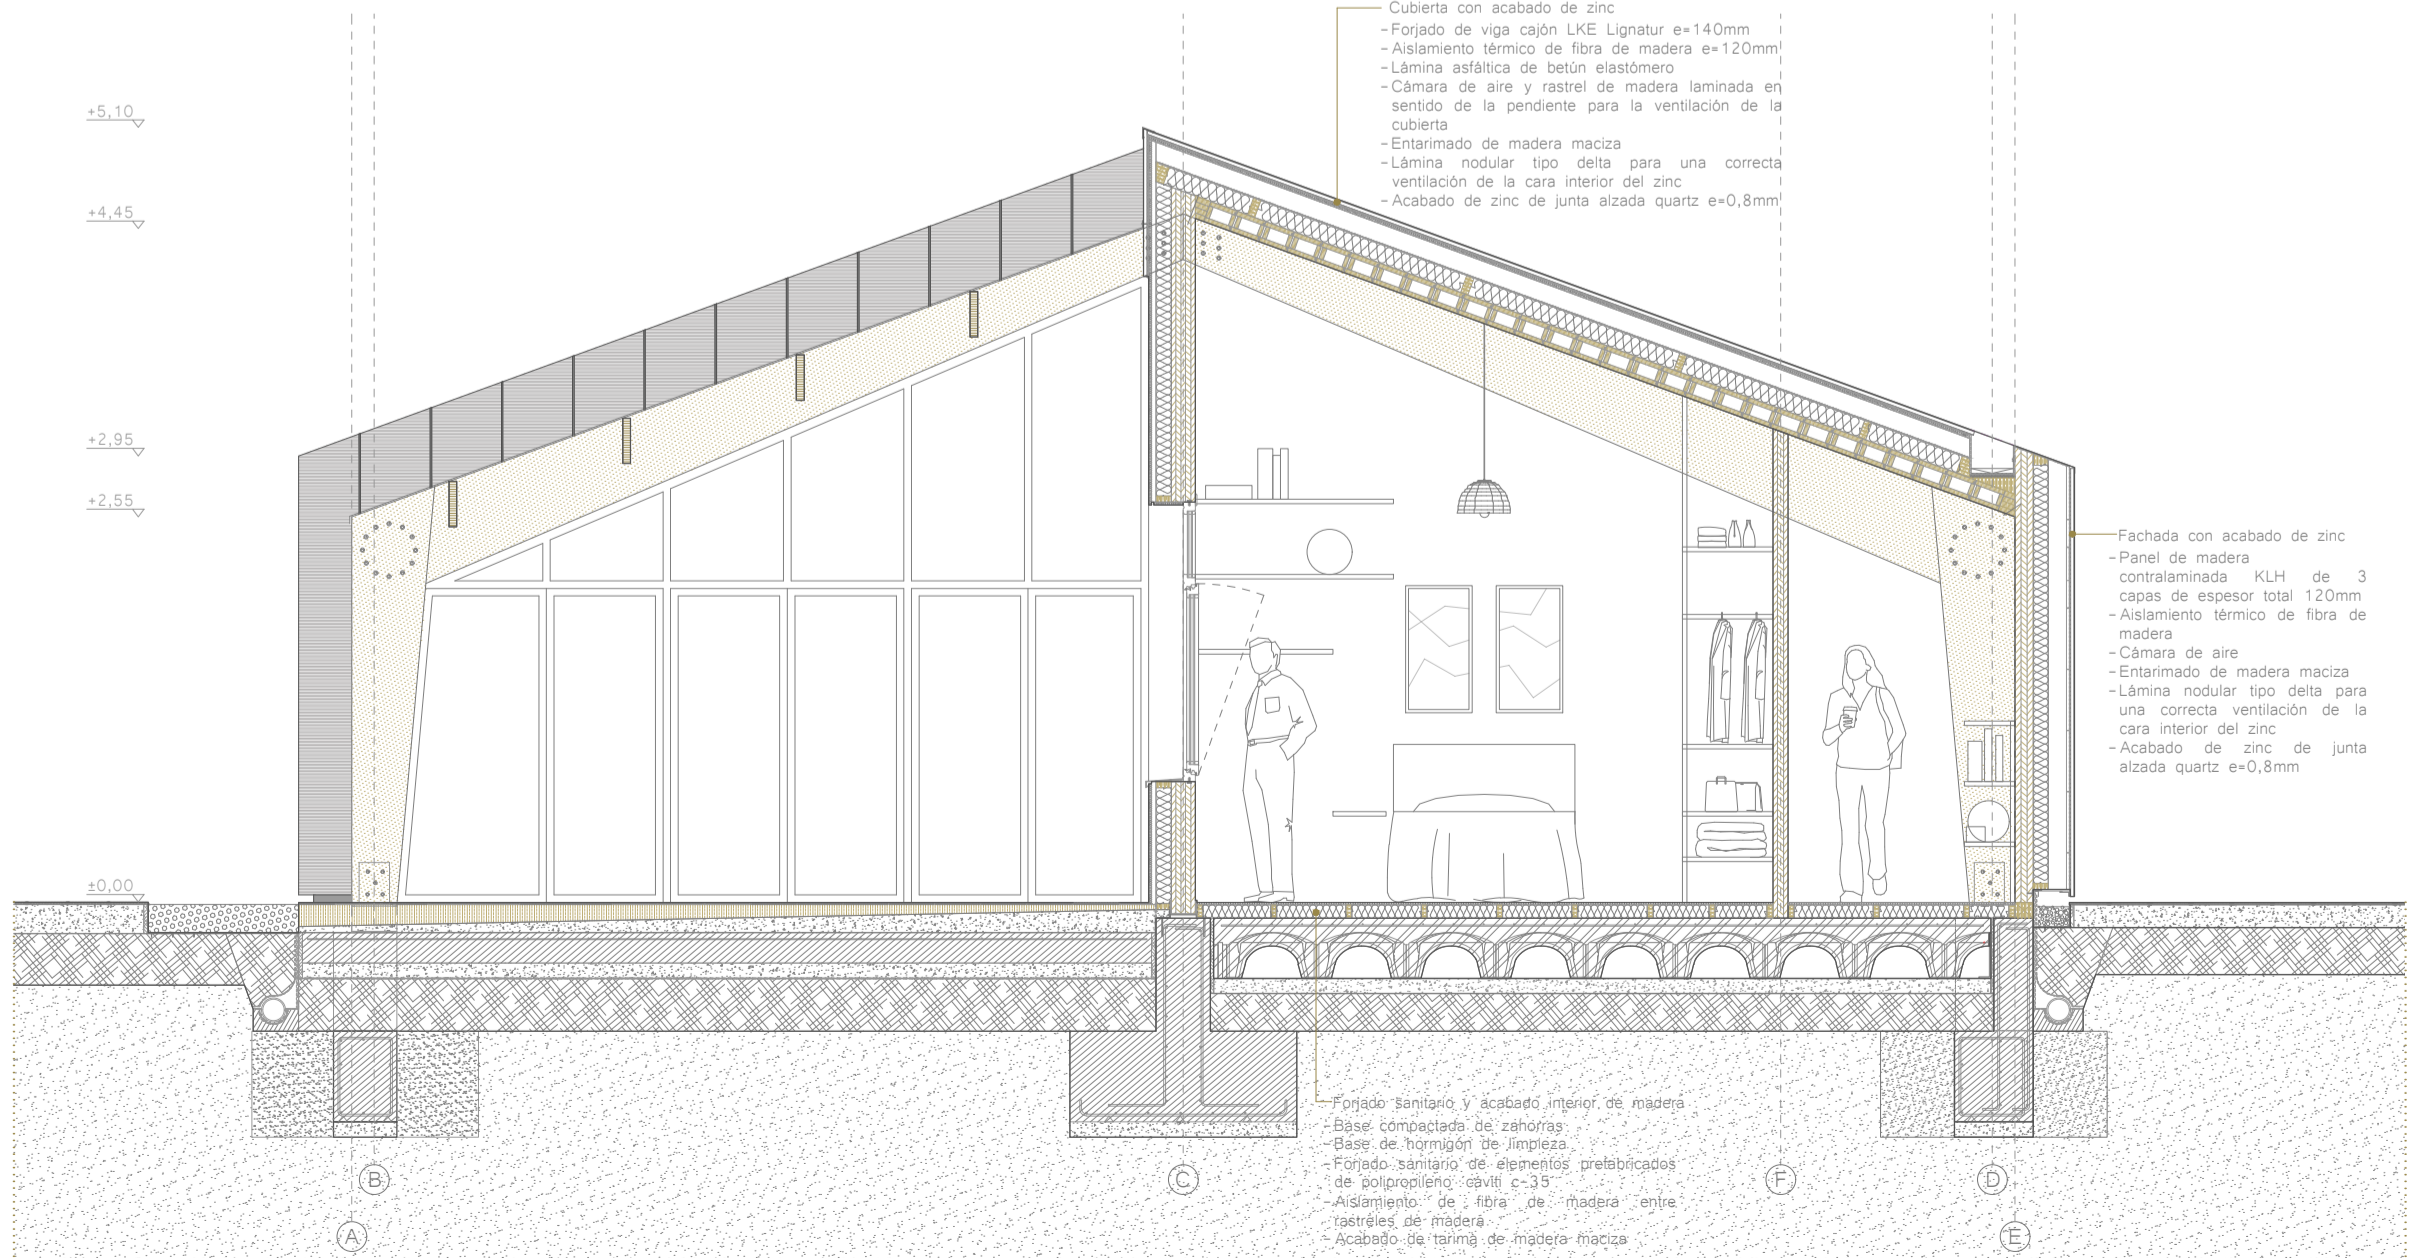 Cubierta con acabado de zinc
-Forjado de viga cajón LKE Lignatur e=140mm
-Aislamiento térmico de fibra de madera e=120mm
-Lámina asfáltica de betún elastómero
-Cámara de aire y rastrel de madera laminada en
sentido de la pendiente para la ventilación de la
cubierta
-Entarimado de madera maciza
-Lámina nodular tipo delta para una correcta
ventilación de la cara interior del zinc
-Acabado de zinc de junta alzada quartz e=0,8mm
+5,10
+4,45
+2,95
+2,55
±0,00
Fachada con acabado de zinc
-Panel de madera
contralaminada KLH de 3
capas de espesor total 120mm
-Aislamiento térmico de fibra de
madera
-Cámara de aire
-Entarimado de madera maciza
-Lámina nodular tipo delta para
una correcta ventilación de la
cara interior del zinc
-Acabado de zinc de junta
alzada quartz e=0,8mm
Forjado sanitario y acabado interior de madera
-Base compactada de zahorras
-Base de hormigón de limpieza
-Forjado sanitario de elementos prefabricados
de polipropileno caviti c-35
-Aislamiento de fibra de madera entre
rastreles de madera
-Acabado de tarima de madera maciza
B
C
F
D
A
E